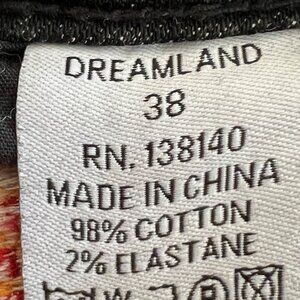 DREAMLAND
38
RN. 138140
MADE IN CHINA
98% COTTON
2% ELASTANE